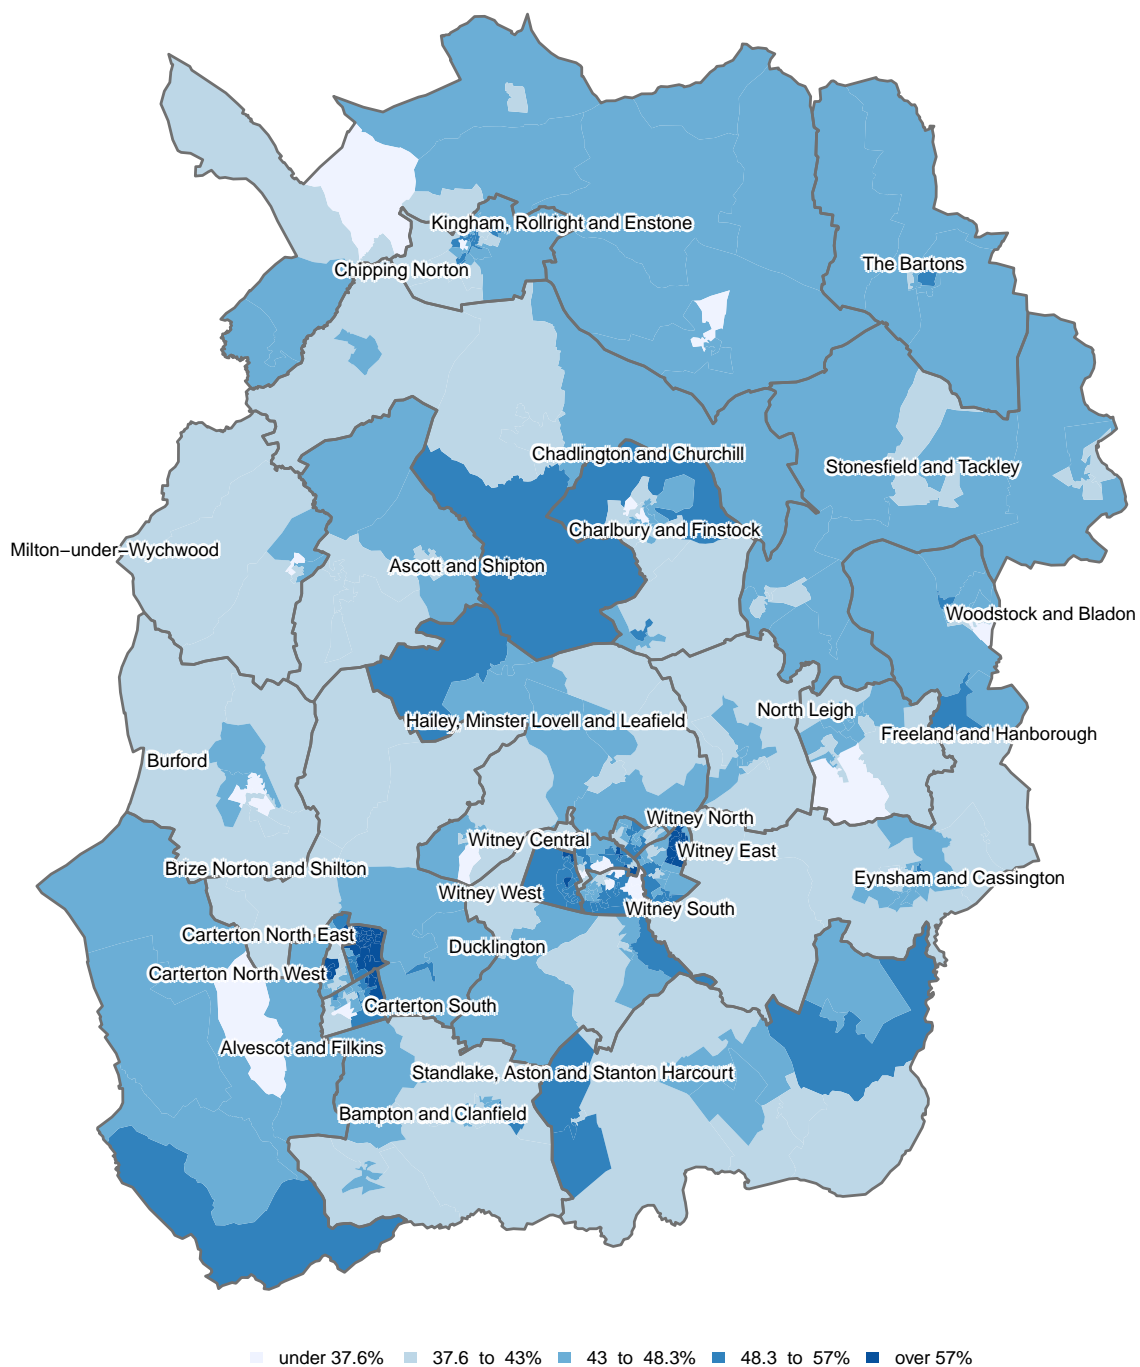 Kingham, Rollright and Enstone
The Bartons
Chipping Norton
Chadlington and Churchill
Stonesfield and Tackley
Charlbury and Finstock
Milton−under−Wychwood
Ascott and Shipton
Woodstock and Bladon
North Leigh
Hailey, Minster Lovell and Leafield
Freeland and Hanborough
Burford
Witney North
Witney Central
Witney East
Brize Norton and Shilton
Eynsham and Cassington
Witney West
Witney South
Carterton North East
Ducklington
Carterton North West
Carterton South
Alvescot and Filkins
Standlake, Aston and Stanton Harcourt
Bampton and Clanfield
under 37.6% 37.6 to 43% 43 to 48.3% 48.3 to 57% over 57%